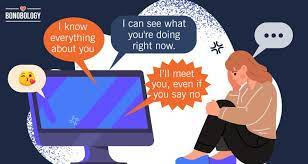 BONOBOLOGY
I know
everything
about you
I can see what
you're doing
right now.
I'll meet
you, even if
you say no